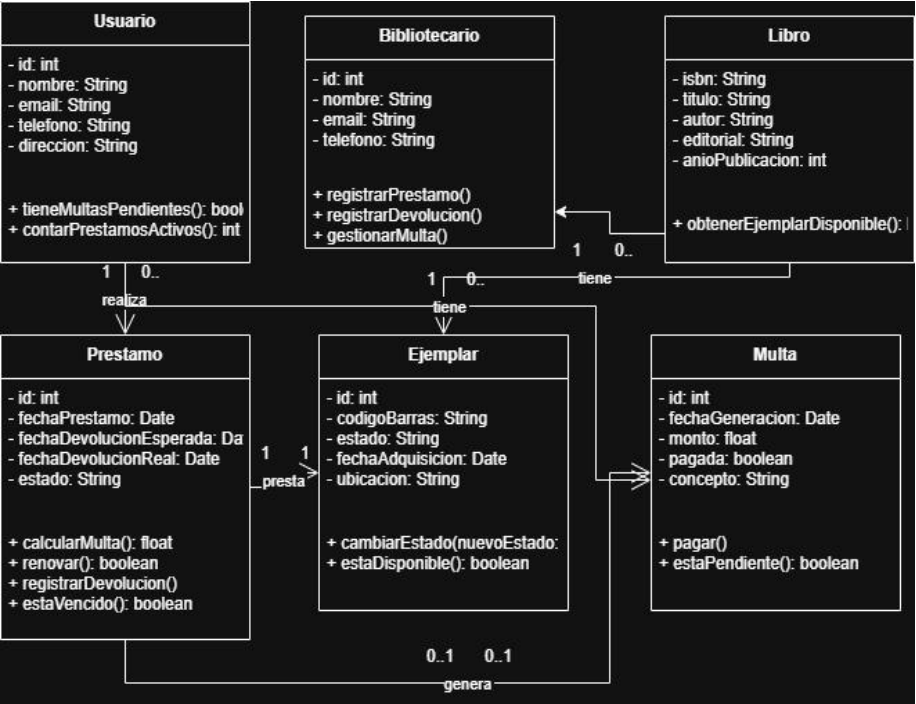 Usuario
- id: int
- nombre: String
- email: String
- telefono: String
- direccion: String
+ tieneMultasPendientes(): bool
+ contarPrestamosActivos(): int
Bibliotecario
- id: int
- nombre: String
- email: String
- telefono: String
+ registrarPrestamo()
+ registrarDevolucion()
+ gestionarMulta()
Libro
- isbn: String
- titulo: String
- autor: String
- editorial: String
- anioPublicacion: int
+ obtenerEjemplarDisponible():
1 0..
realiza
1 0..
tiene
1 0..
tiene
Prestamo
- id: int
- fechaPrestamo: Date
- fechaDevolucionEsperada: Da
- fechaDevolucionReal: Date
- estado: String
+ calcularMulta(): float
+ renovar(): boolean
+ registrarDevolucion()
+ estaVencido(): boolean
1 1
presta
Ejemplar
- id: int
- codigoBarras: String
- estado: String
- fechaAdquisicion: Date
- ubicacion: String
+ cambiarEstado(nuevoEstado:
+ estaDisponible(): boolean
Multa
- id: int
- fechaGeneracion: Date
- monto: float
- pagada: boolean
- concepto: String
+ pagar()
+ estaPendiente(): boolean
0..1 0..1
genera